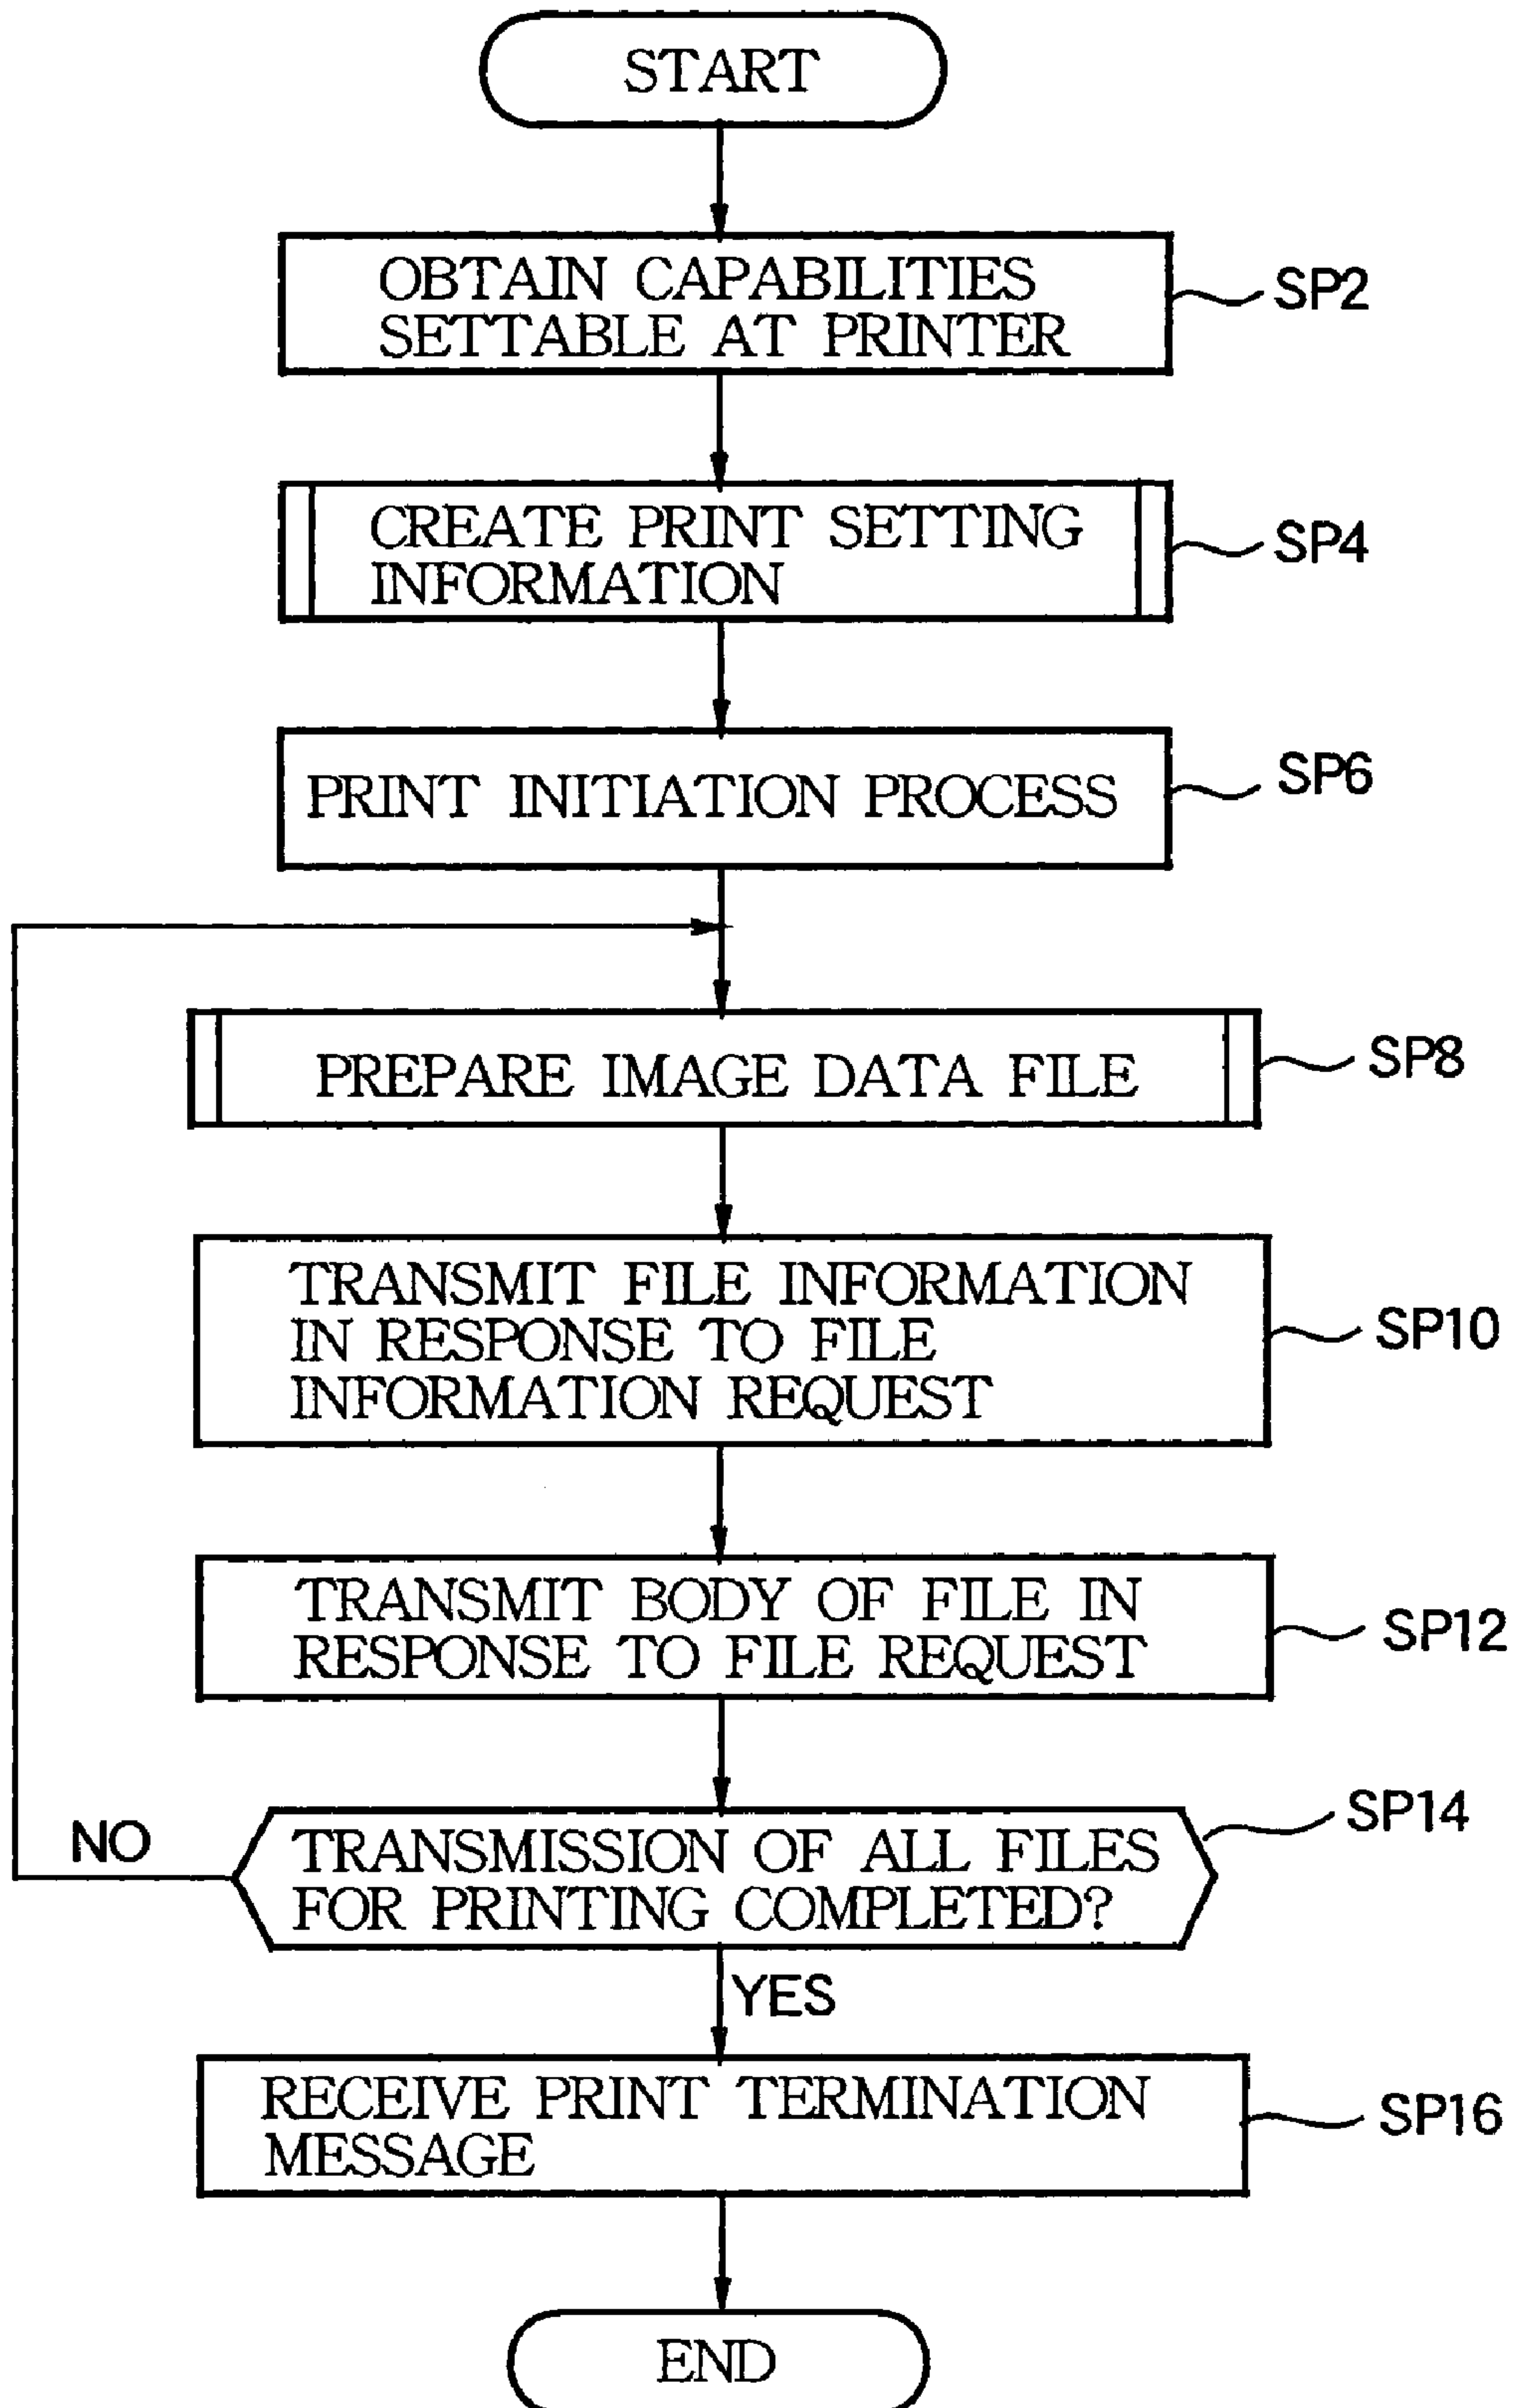 START
OBTAIN CAPABILITIES
SETTABLE AT PRINTER
SP2
CREATE PRINT SETTING
INFORMATION
SP4
PRINT INITIATION PROCESS
SP6
PREPARE IMAGE DATA FILE
SP8
TRANSMIT FILE INFORMATION
IN RESPONSE TO FILE
INFORMATION REQUEST
SP10
TRANSMIT BODY OF FILE IN
RESPONSE TO FILE REQUEST
SP12
TRANSMISSION OF ALL FILES
FOR PRINTING COMPLETED?
SP14
NO
YES
RECEIVE PRINT TERMINATION
MESSAGE
SP16
END